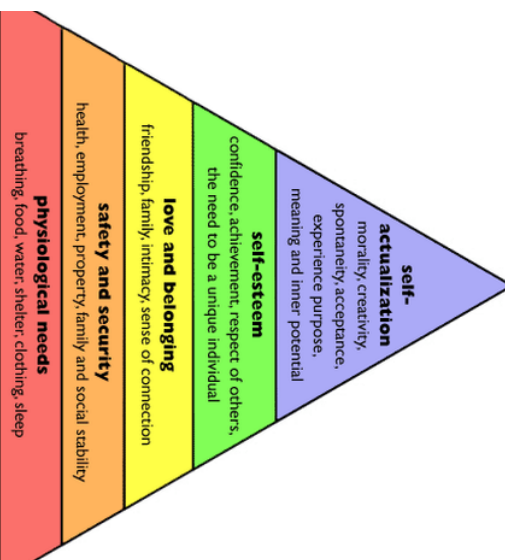 self-
actualization
morality, creativity,
spontaneity, acceptance,
experience purpose,
meaning and inner potential
self-esteem
confidence, achievement, respect of others,
the need to be a unique individual
love and belonging
friendship, family, intimacy, sense of connection
safety and security
health, employment, property, family and social stability
physiological needs
breathing, food, water, shelter, clothing, sleep